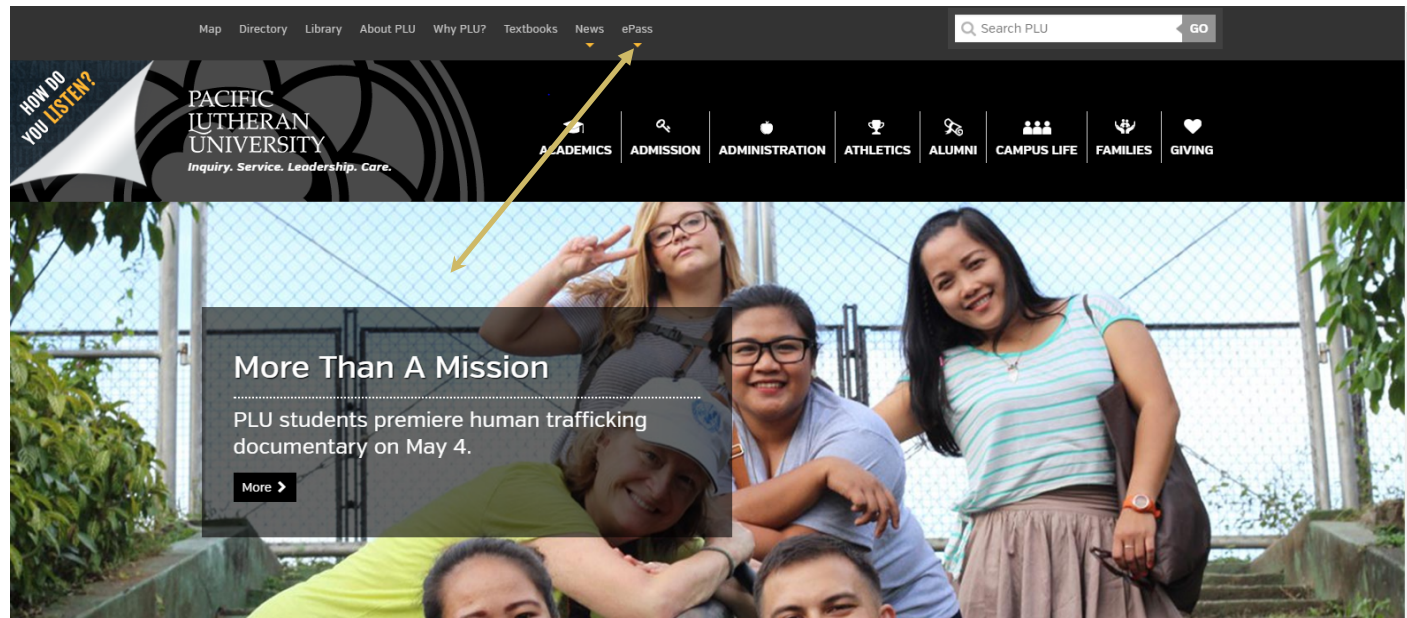 Map Directory Library About PLU Why PLU? Textbooks News ePass
Search PLU GO
HOW DO
YOU LISTEN?
PACIFIC
LUTHERAN
UNIVERSITY
Inquiry. Service. Leadership. Care.
ACADEMICS ADMISSION ADMINISTRATION ATHLETICS ALUMNI CAMPUS LIFE FAMILIES GIVING
More Than A Mission
PLU students premiere human trafficking
documentary on May 4.
More